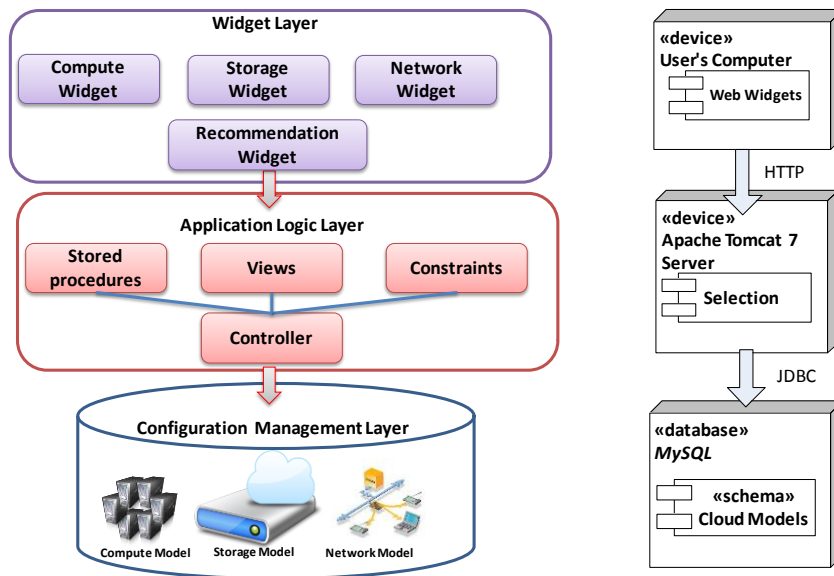 Widget Layer
Compute
Widget
Storage
Widget
Network
Widget
Recommendation
Widget
Application Logic Layer
Stored
procedures
Views
Constraints
Controller
Configuration Management Layer
Compute Model
Storage Model
Network Model
«device»
User's Computer
Web Widgets
HTTP
«device»
Apache Tomcat 7
Server
Selection
JDBC
«database»
MySQL
«schema»
Cloud Models